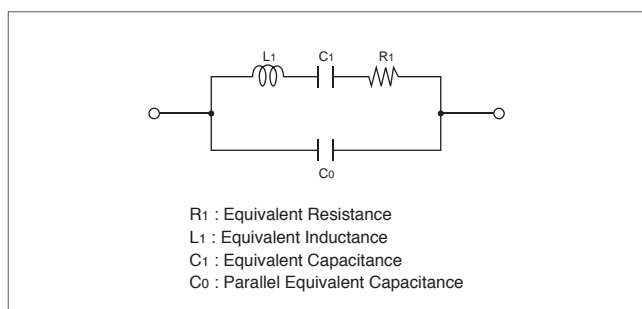 L1 C1 R1
C0
R1 : Equivalent Resistance
L1 : Equivalent Inductance
C1 : Equivalent Capacitance
C0 : Parallel Equivalent Capacitance